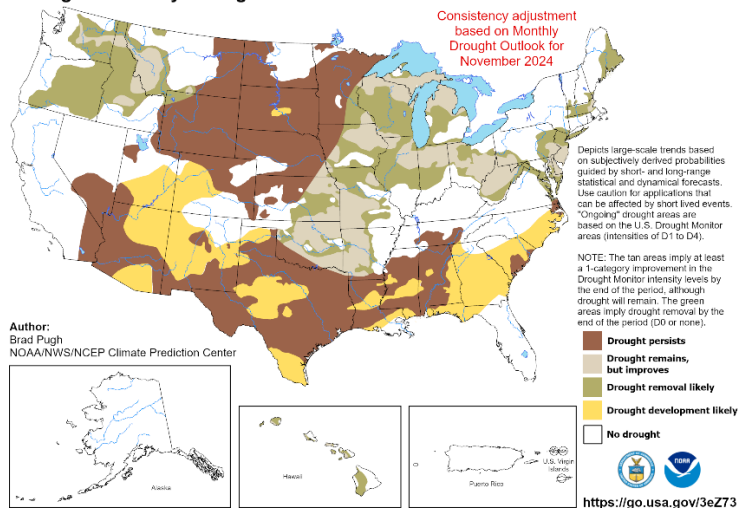 Consistency adjustment
based on Monthly
Drought Outlook for
November 2024
Depicts large-scale trends based
on subjectively derived probabilities
guided by short- and long-range
statistical and dynamical forecasts.
Use caution for applications that
can be affected by short lived events.
"Ongoing" drought areas are
based on the U.S. Drought Monitor
areas (intensities of D1 to D4).
NOTE: The tan areas imply at least
a 1-category improvement in the
Drought Monitor intensity levels by
the end of the period, although
drought will remain. The green
areas imply drought removal by the
end of the period (D0 or none).
Author:
Brad Pugh
NOAA/NWS/NCEP Climate Prediction Center
Drought persists
Drought remains,
but improves
Drought removal likely
Drought development likely
No drought
Alaska
Hawaii
Puerto Rico
U.S. Virgin
Islands
NOAA
https://go.usa.gov/3eZ73